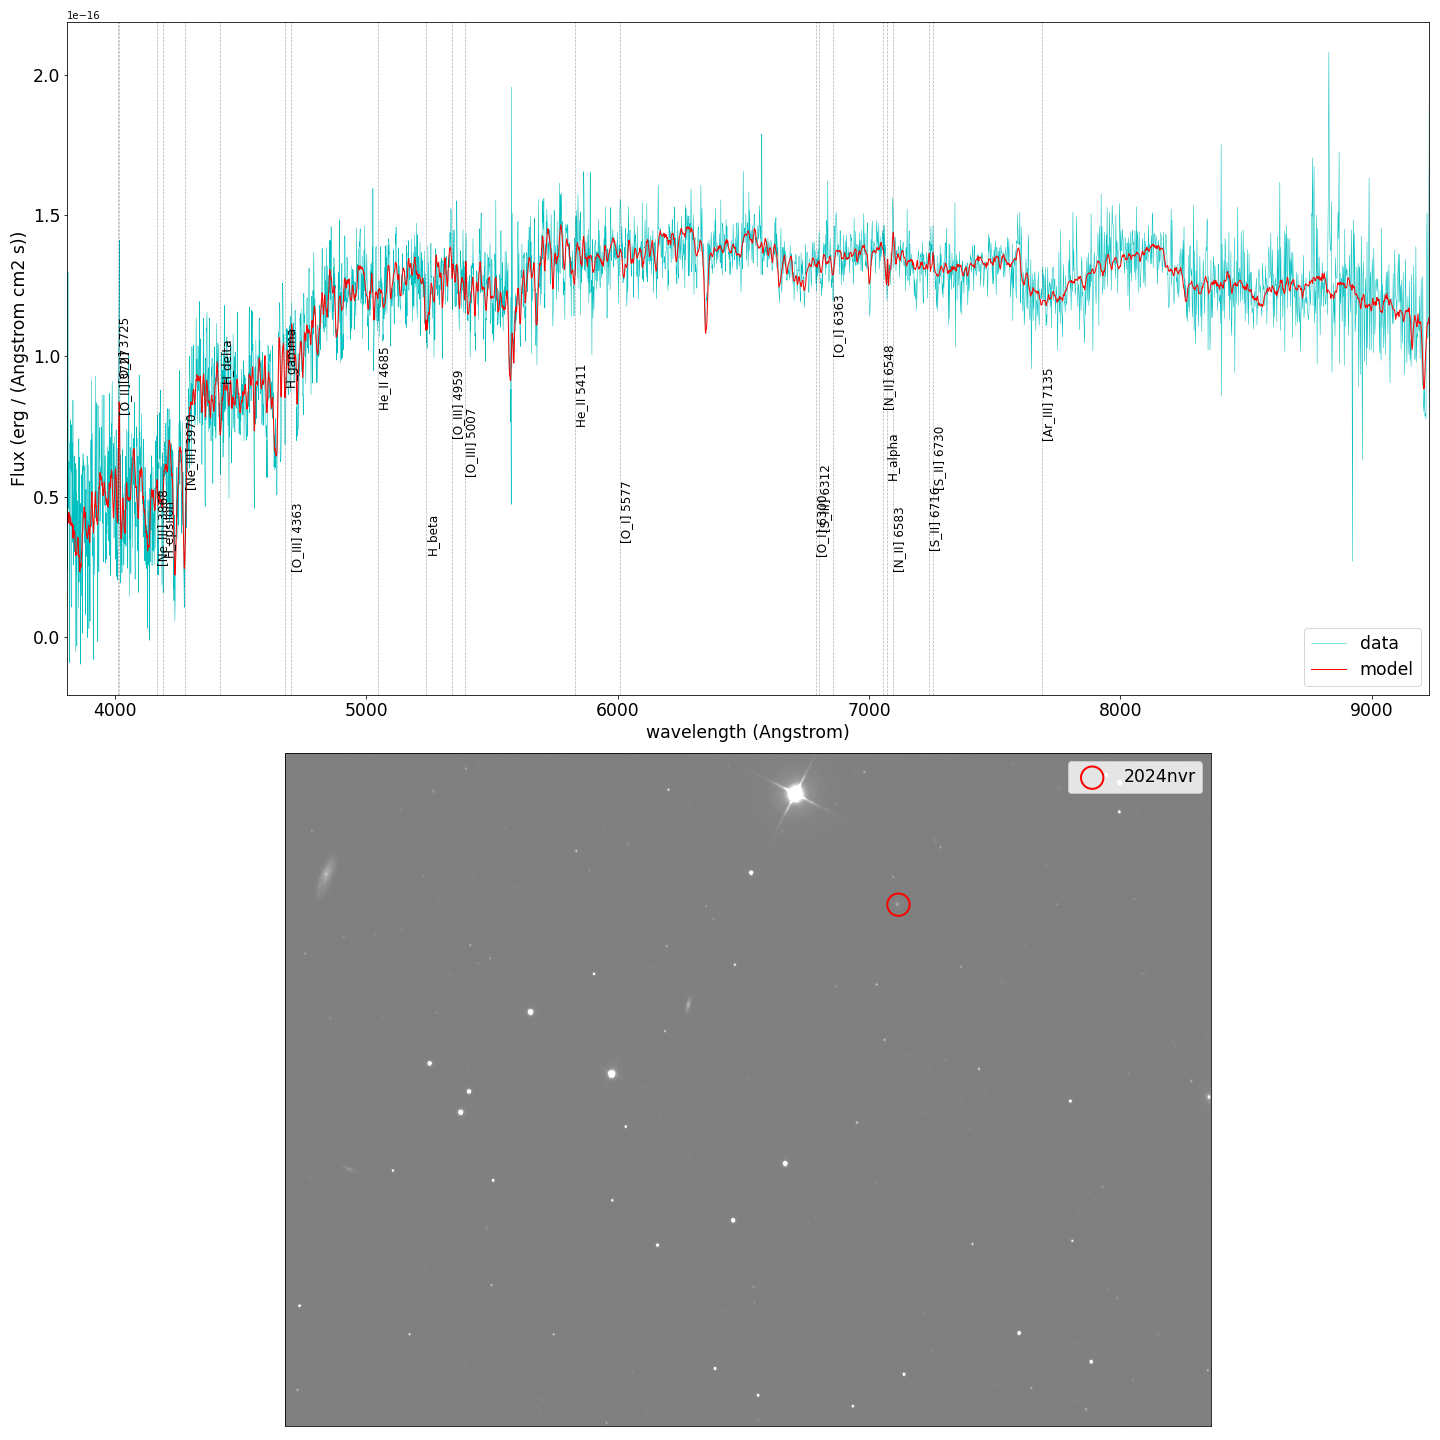 1e−16
Flux (erg / (Angstrom cm2 s))
2.0
1.5
1.0
0.5
0.0
[O_II] 3725
[O_II] 3727
[Ne_III] 3868
H_epsilon
[Ne_III] 3970
H_delta
H_gamma
[O_III] 4363
He_II 4685
H_beta
[O_III] 4959
[O_III] 5007
He_II 5411
[O_I] 5577
[O_I] 6300
[S_III] 6312
[O_I] 6363
[N_II] 6548
H_alpha
[N_II] 6583
[S_II] 6716
[S_II] 6730
[Ar_III] 7135
data
model
4000 5000 6000 7000 8000 9000
wavelength (Angstrom)
2024nvr